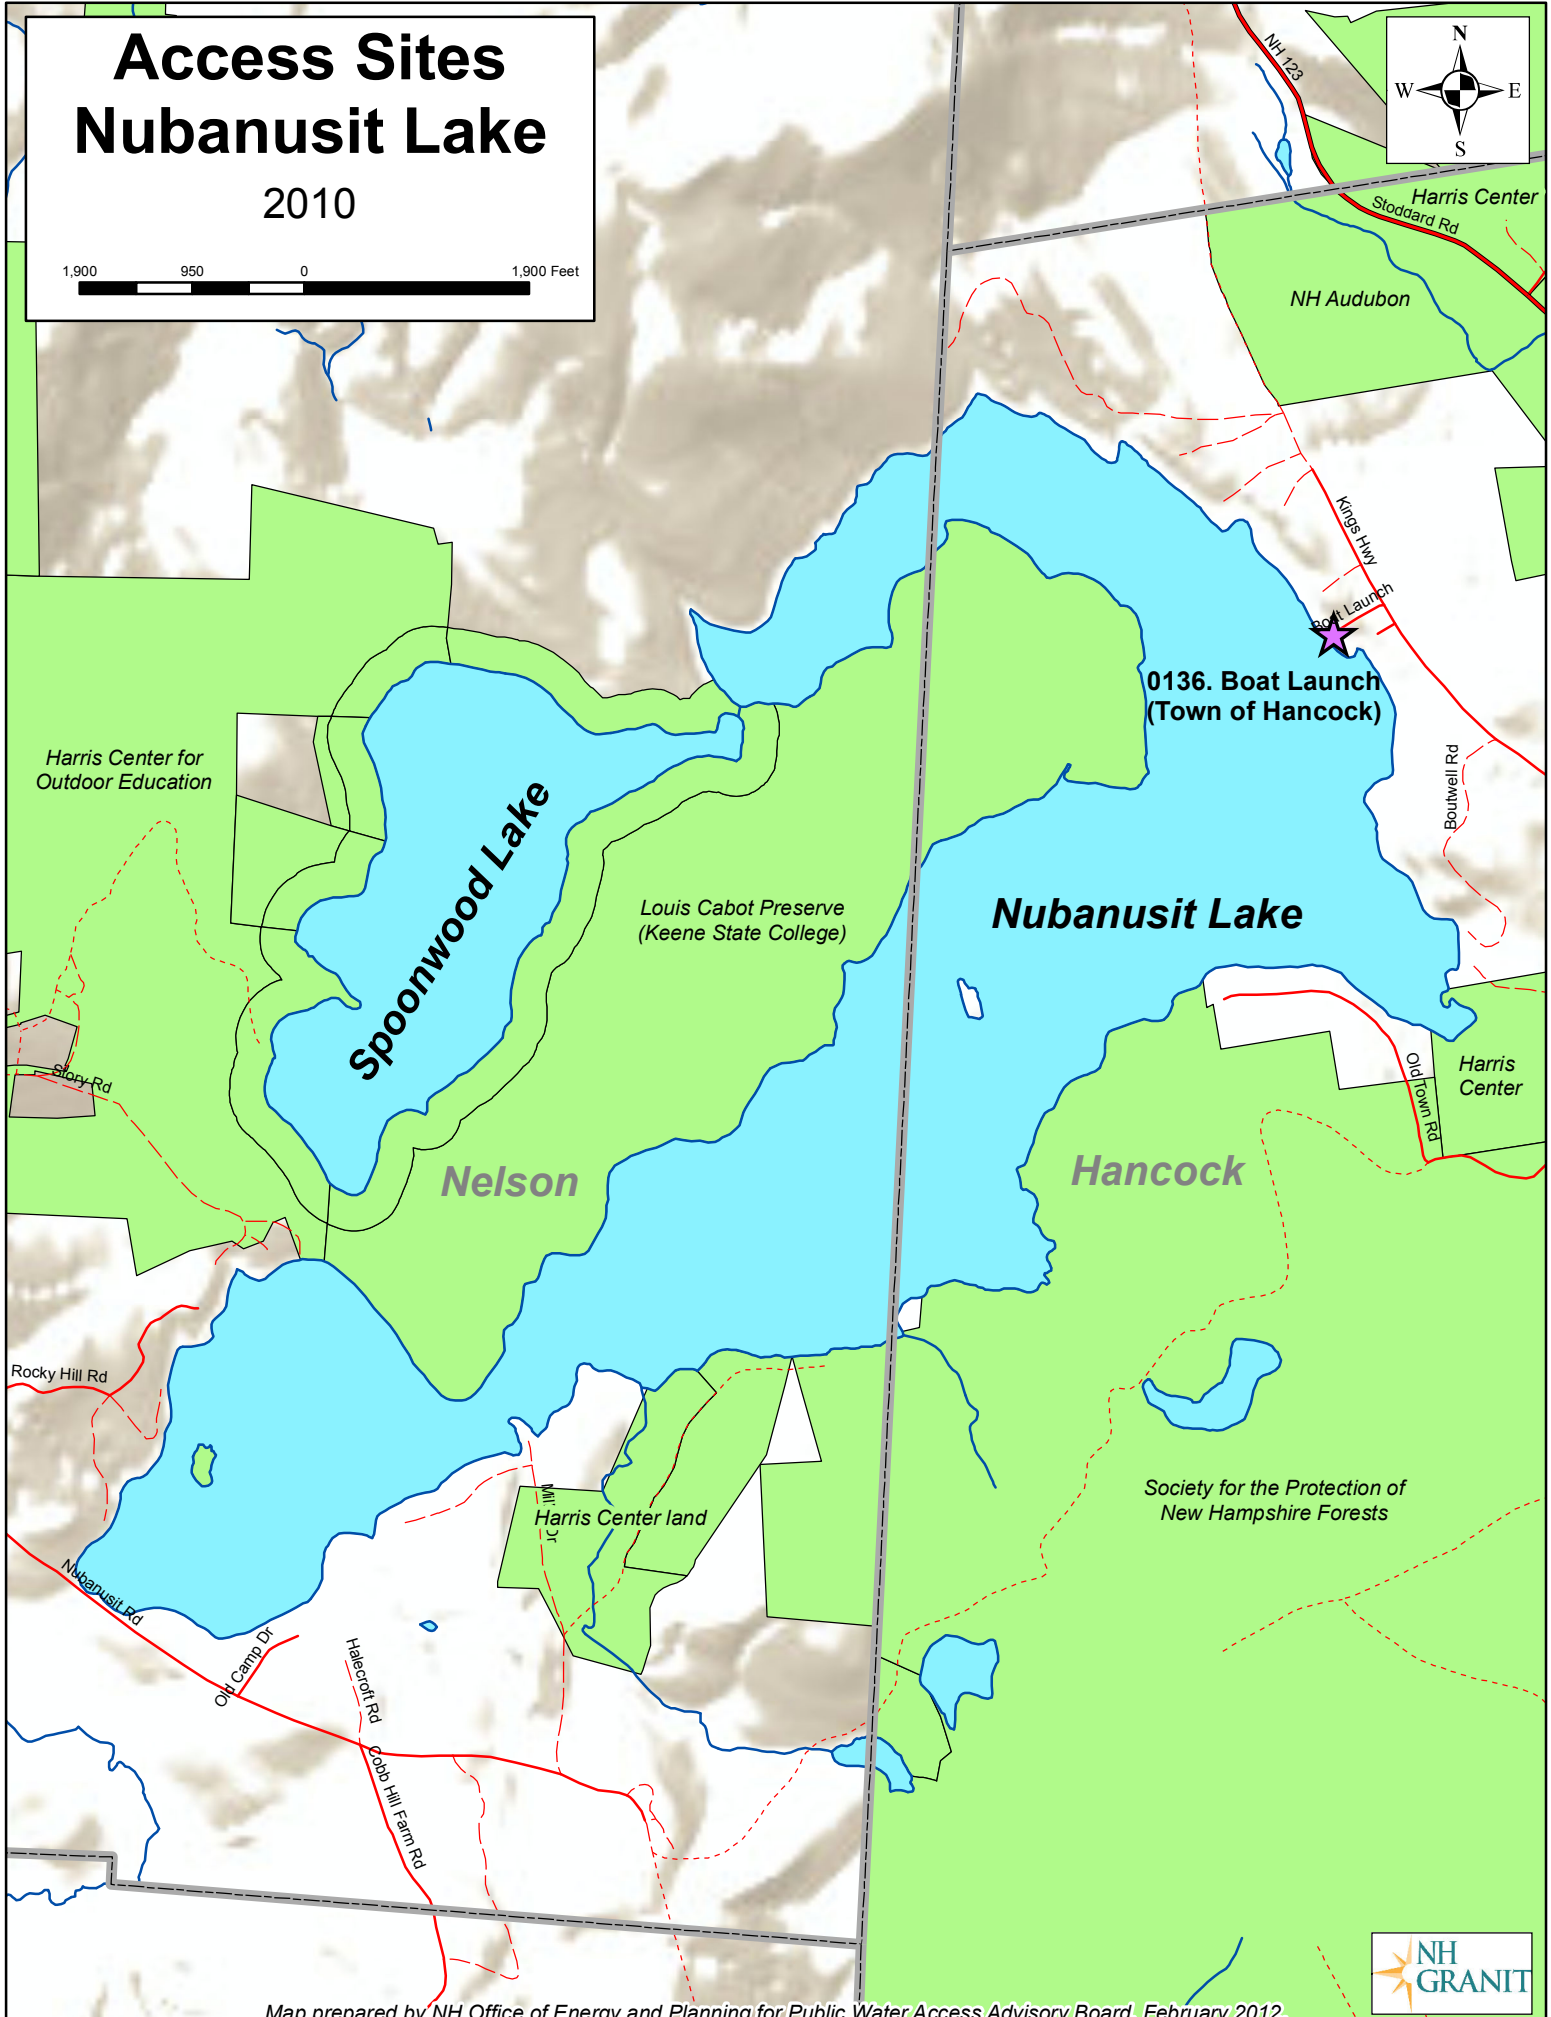 Access Sites
Nubanusit Lake
2010
1,900 950 0 1,900 Feet
N
W E
S
NH 123
Harris Center
Stoddard Rd
NH Audubon
Kings Hwy
Boat Launch
0136. Boat Launch
(Town of Hancock)
Harris Center for
Outdoor Education
Boutwell Rd
Spoonwood Lake
Louis Cabot Preserve
(Keene State College)
Nubanusit Lake
Story Rd
Old Town Rd
Harris
Center
Nelson
Hancock
Rocky Hill Rd
Society for the Protection of
New Hampshire Forests
Harris Center land
Dr
Nubanusit Rd
Old Camp Dr
Halecroft Rd
Cobb Hill Farm Rd
NH
GRANIT
Map prepared by NH Office of Energy and Planning for Public Water Access Advisory Board, February 2012